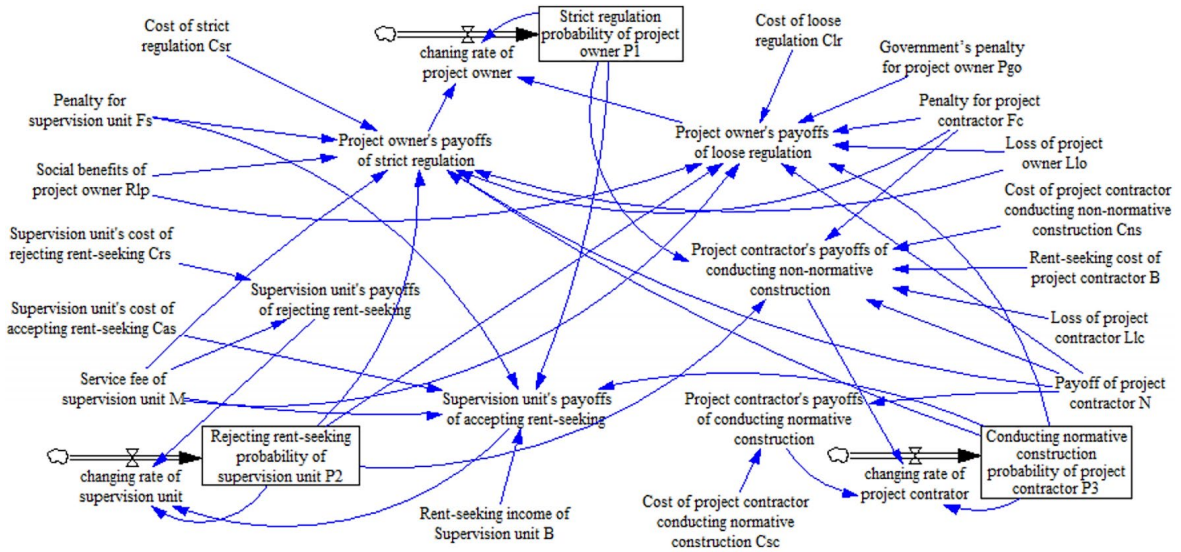 Cost of strict
regulation Csr
Strict regulation
probability of project
owner P1
Cost of loose
regulation Clr
chaning rate of
project owner
Government's penalty
for project owner Pgo
Penalty for
supervision unit Fs
Penalty for project
contractor Fc
Project owner's payoffs
of strict regulation
Project owner's payoffs
of loose regulation
Loss of project
owner Llo
Social benefits of
project owner Rlp
Cost of project contractor
conducting non-normative
construction Cns
Supervision unit's cost of
rejecting rent-seeking Crs
Project contractor's payoffs of
conducting non-normative
construction
Rent-seeking cost of
project contractor B
Supervision unit's payoffs
of rejecting rent-seeking
Supervision unit's cost of
accepting rent-seeking Cas
Loss of project
contractor Llc
Service fee of
supervision unit M
Supervision unit's payoffs
of accepting rent-seeking
Project contractor's payoffs
of conducting normative
construction
Payoff of project
contractor N
Rejecting rent-seeking
probability of
supervision unit P2
changing rate of
supervision unit
Conducting normative
construction
probability of project
contractor P3
changing rate of
project contrator
Rent-seeking income of
Supervision unit B
Cost of project contractor
conducting normative
construction Csc